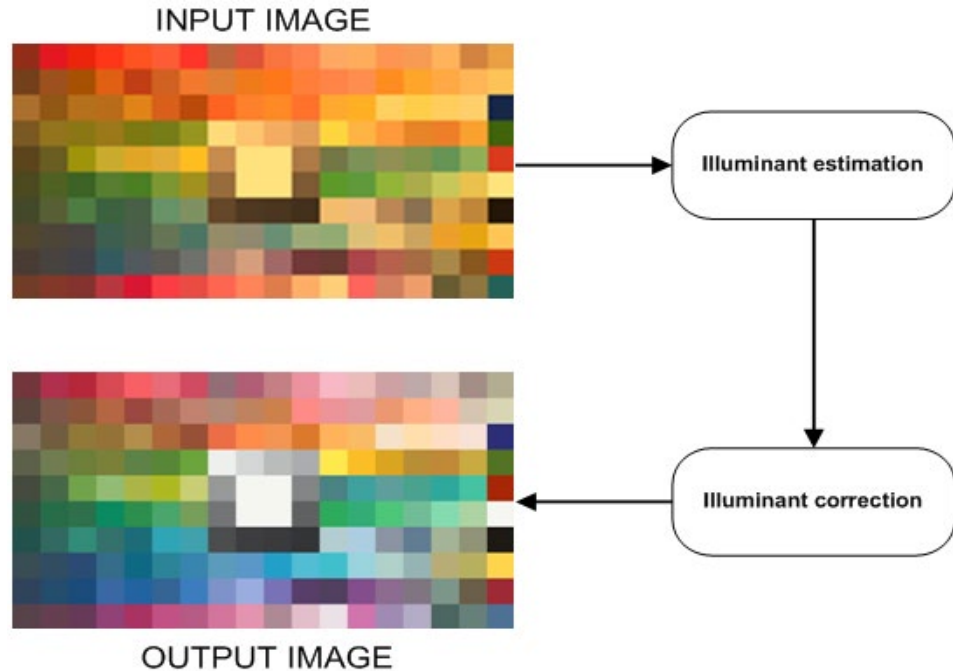 INPUT IMAGE
Illuminant estimation
Illuminant correction
OUTPUT IMAGE